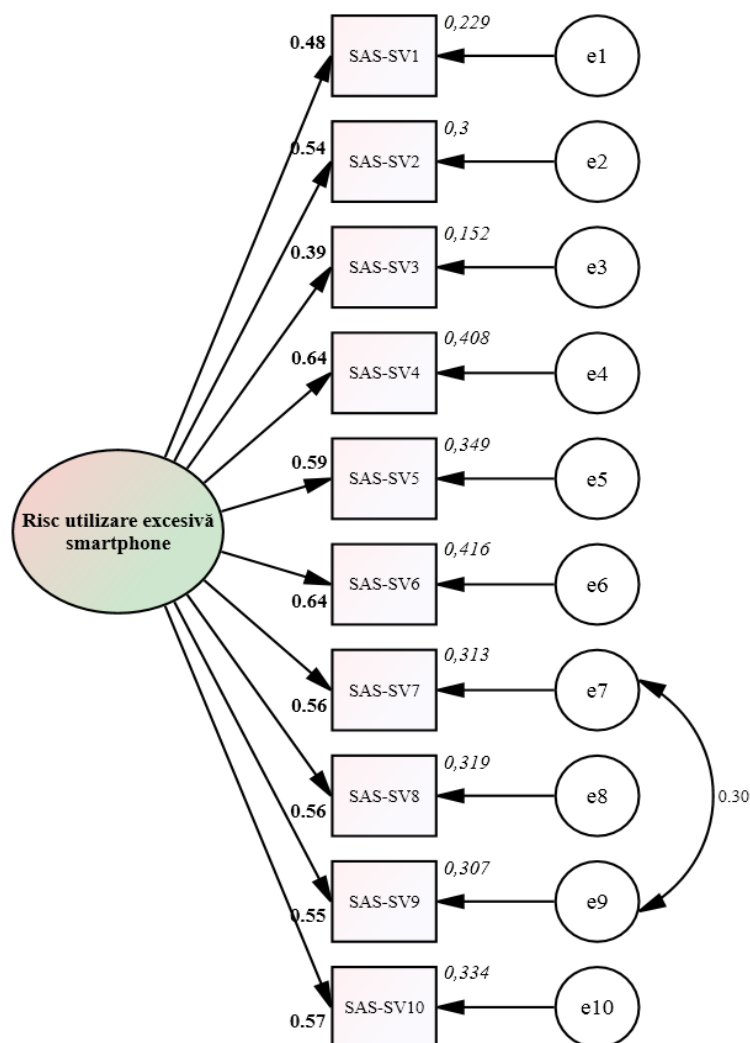 0,229
0.48
SAS-SV1
e1
0,3
0.54
SAS-SV2
e2
0,152
0.39
SAS-SV3
e3
0,408
0.64
SAS-SV4
e4
0,349
0.59
SAS-SV5
e5
Risc utilizare excesivă
smartphone
0,416
SAS-SV6
e6
0.64
0,313
SAS-SV7
e7
0.56
0,319
SAS-SV8
e8
0.30
0.56
0,307
SAS-SV9
e9
0.55
0,334
SAS-SV10
e10
0.57